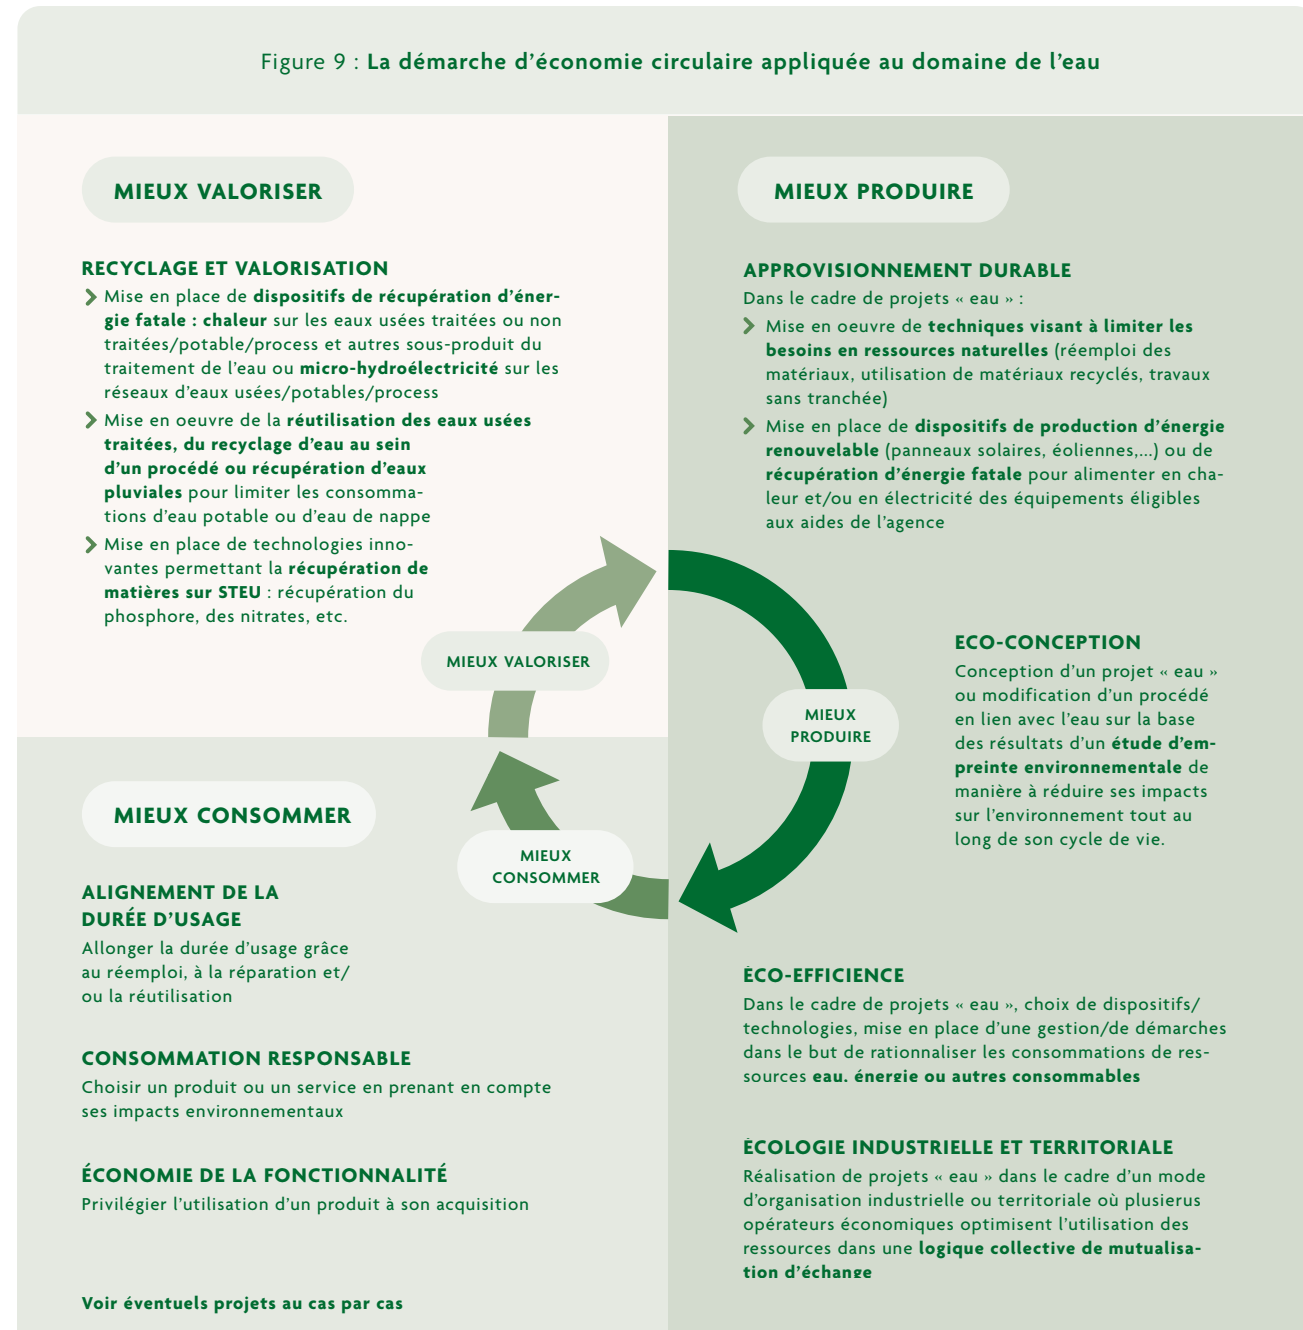 Figure 9 : La démarche d’économie circulaire appliquée au domaine de l’eau
MIEUX VALORISER
RECYCLAGE ET VALORISATION
Mise en place de dispositifs de récupération d’éner-
gie fatale : chaleur sur les eaux usées traitées ou non
traitées/potable/process et autres sous-produit du
traitement de l’eau ou micro-hydroélectricité sur les
réseaux d’eaux usées/potables/process
Mise en oeuvre de la réutilisation des eaux usées
traitées, du recyclage d’eau au sein
d’un procédé ou récupération d’eaux
pluviales pour limiter les consomma-
tions d’eau potable ou d’eau de nappe
Mise en place de technologies inno-
vantes permettant la récupération de
matières sur STEU : récupération du
phosphore, des nitrates, etc.
MIEUX PRODUIRE
APPROVISIONNEMENT DURABLE
Dans le cadre de projets « eau » :
Mise en oeuvre de techniques visant à limiter les
besoins en ressources naturelles (réemploi des
matériaux, utilisation de matériaux recyclés, travaux
sans tranchée)
Mise en place de dispositifs de production d’énergie
renouvelable (panneaux solaires, éoliennes,...) ou de
récupération d’énergie fatale pour alimenter en cha-
leur et/ou en électricité des équipements éligibles
aux aides de l’agence
ECO-CONCEPTION
Conception d’un projet « eau »
ou modification d’un procédé
en lien avec l’eau sur la base
des résultats d’un étude d’em-
preinte environnementale de
manière à réduire ses impacts
sur l’environnement tout au
long de son cycle de vie.
MIEUX VALORISER
MIEUX
PRODUIRE
MIEUX
CONSOMMER
MIEUX CONSOMMER
ALIGNEMENT DE LA
DURÉE D’USAGE
Allonger la durée d’usage grâce
au réemploi, à la réparation et/
ou la réutilisation
CONSOMMATION RESPONSABLE
Choisir un produit ou un service en prenant en compte
ses impacts environnementaux
ÉCONOMIE DE LA FONCTIONNALITÉ
Privilégier l’utilisation d’un produit à son acquisition
Voir éventuels projets au cas par cas
ÉCO-EFFICIENCE
Dans le cadre de projets « eau », choix de dispositifs/
technologies, mise en place d’une gestion/de démarches
dans le but de rationnaliser les consommations de res-
sources eau. énergie ou autres consommables
ÉCOLOGIE INDUSTRIELLE ET TERRITORIALE
Réalisation de projets « eau » dans le cadre d’un mode
d’organisation industrielle ou territoriale où plusierus
opérateurs économiques optimisent l’utilisation des
ressources dans une logique collective de mutualisa-
tion d’échange